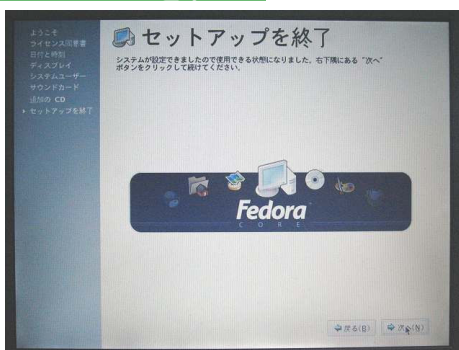 ようこそ
ライセンス同意書
日付と時刻
ディスプレイ
システムユーザー
サウンドカード
追加の CD
セットアップを終了
セットアップを終了
システムが設定できましたので使用できる状態になりました。右下隅にある "次へ"
ボタンをクリックして続けてください。
Fedora
CORE
戻る(B)
次へ(N)